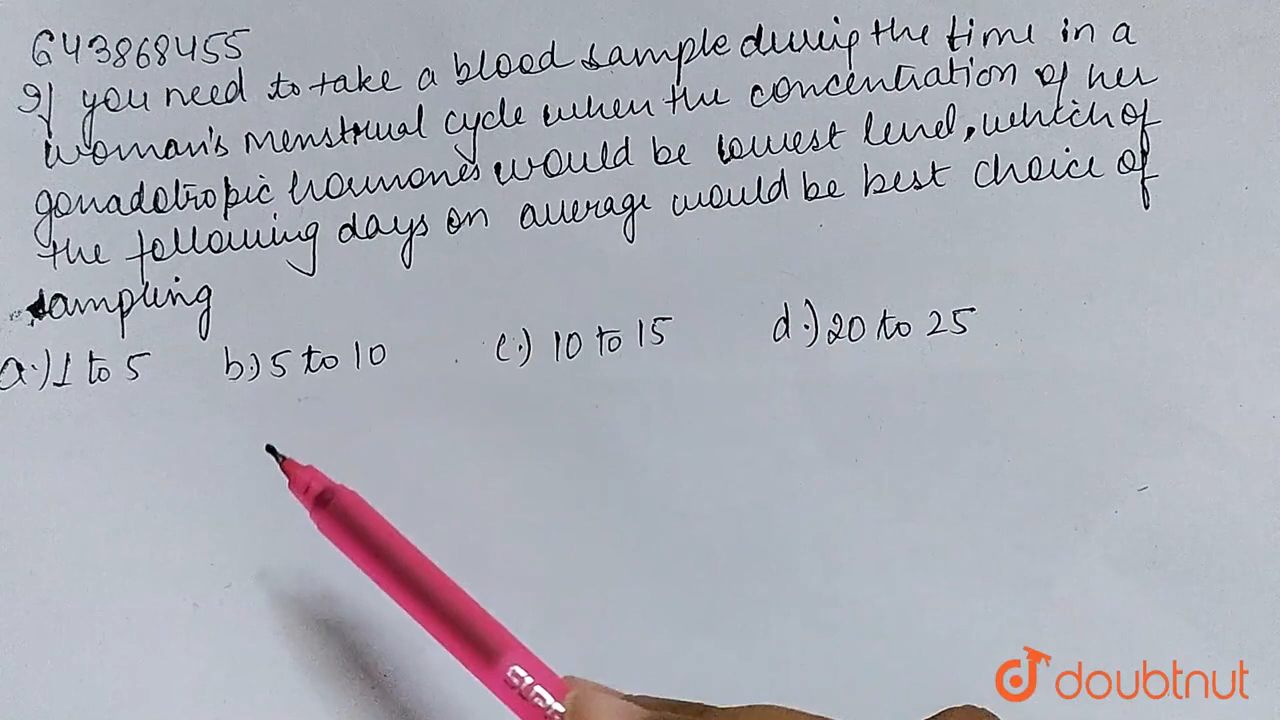 643868455
If you need to take a blood sample during the time in a
woman's menstrual cycle when the concentration of her
gonadotropic hormones would be lowest level, which of
the following days on average would be best choice of
sampling
a.) 1 to 5 b.) 5 to 10 c.) 10 to 15 d.) 20 to 25
doubtnut